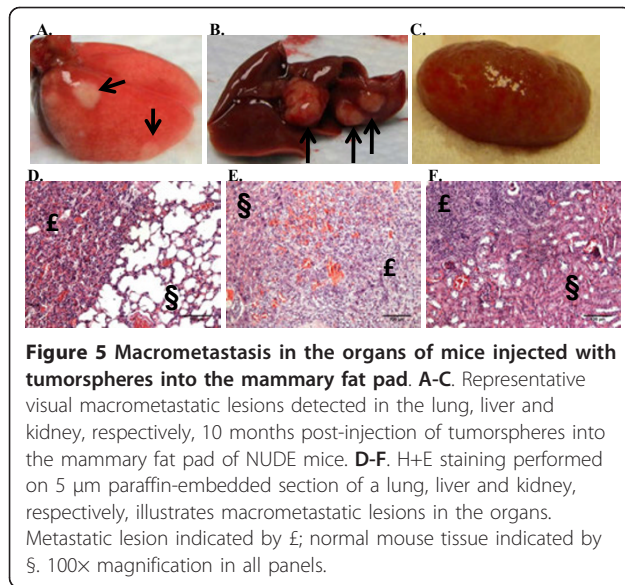 A. B. C.
D. E. F.
£ § £ § £ §
Figure 5 Macrometastasis in the organs of mice injected with
tumorspheres into the mammary fat pad. A-C. Representative
visual macrometastatic lesions detected in the lung, liver and
kidney, respectively, 10 months post-injection of tumorspheres into
the mammary fat pad of NUDE mice. D-F. H+E staining performed
on 5 μm paraffin-embedded section of a lung, liver and kidney,
respectively, illustrates macrometastatic lesions in the organs.
Metastatic lesion indicated by £; normal mouse tissue indicated by
§. 100× magnification in all panels.